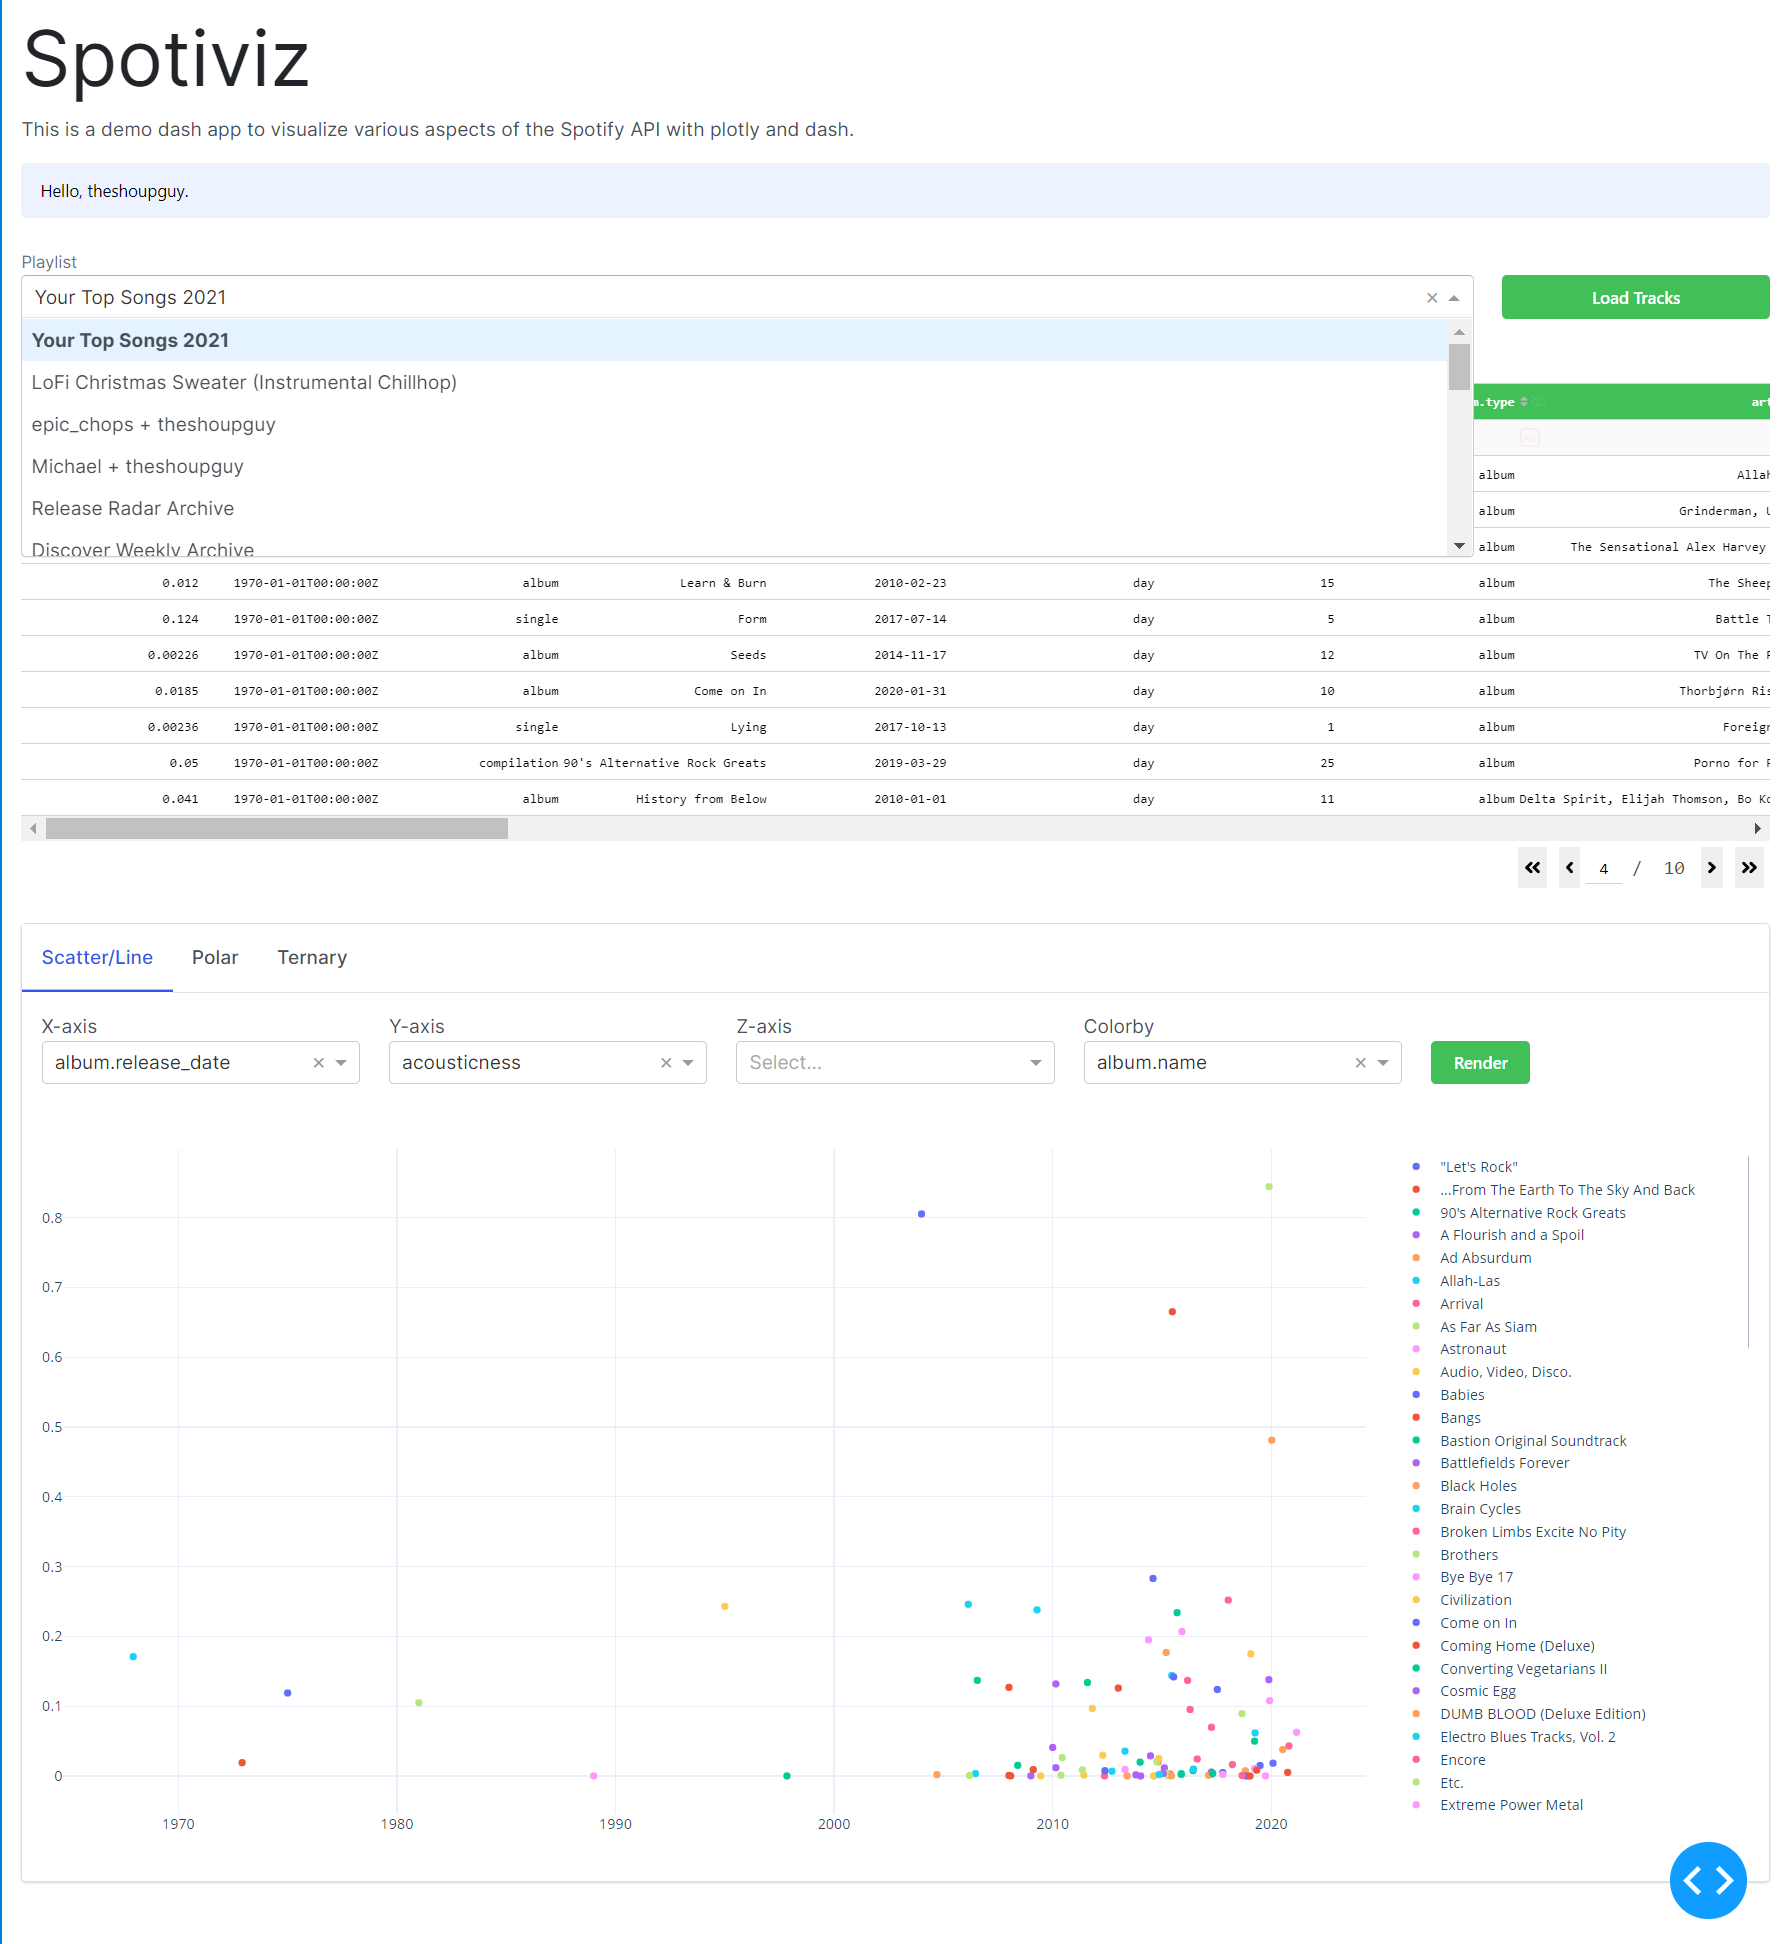 Spotiviz
This is a demo dash app to visualize various aspects of the Spotify API with plotly and dash.
Hello, theshoupguy.
Playlist
Your Top Songs 2021
Load Tracks
Your Top Songs 2021
LoFi Christmas Sweater (Instrumental Chillhop)
epic_chops + theshoupguy
Michael + theshoupguy
Release Radar Archive
Discover Weekly Archive
.type art
album Allah
album Grinderman, U
album The Sensational Alex Harvey
0.012 1970-01-01T00:00:00Z album Learn & Burn 2010-02-23 day 15 album The Sheep
0.124 1970-01-01T00:00:00Z single Form 2017-07-14 day 5 album Battle T
0.00226 1970-01-01T00:00:00Z album Seeds 2014-11-17 day 12 album TV On The R
0.0185 1970-01-01T00:00:00Z album Come on In 2020-01-31 day 10 album Thorbjørn Ris
0.00236 1970-01-01T00:00:00Z single Lying 2017-10-13 day 1 album Foreign
0.05 1970-01-01T00:00:00Z compilation 90's Alternative Rock Greats 2019-03-29 day 25 album Porno for P
0.041 1970-01-01T00:00:00Z album History from Below 2010-01-01 day 11 album Delta Spirit, Elijah Thomson, Bo Ko
4 / 10
Scatter/Line Polar Ternary
X-axis Y-axis Z-axis Colorby
album.release_date acousticness Select... album.name Render
0.8
0.7
0.6
0.5
0.4
0.3
0.2
0.1
0
1970 1980 1990 2000 2010 2020
"Let's Rock"
...From The Earth To The Sky And Back
90's Alternative Rock Greats
A Flourish and a Spoil
Ad Absurdum
Allah-Las
Arrival
As Far As Siam
Astronaut
Audio, Video, Disco.
Babies
Bangs
Bastion Original Soundtrack
Battlefields Forever
Black Holes
Brain Cycles
Broken Limbs Excite No Pity
Brothers
Bye Bye 17
Civilization
Come on In
Coming Home (Deluxe)
Converting Vegetarians II
Cosmic Egg
DUMB BLOOD (Deluxe Edition)
Electro Blues Tracks, Vol. 2
Encore
Etc.
Extreme Power Metal